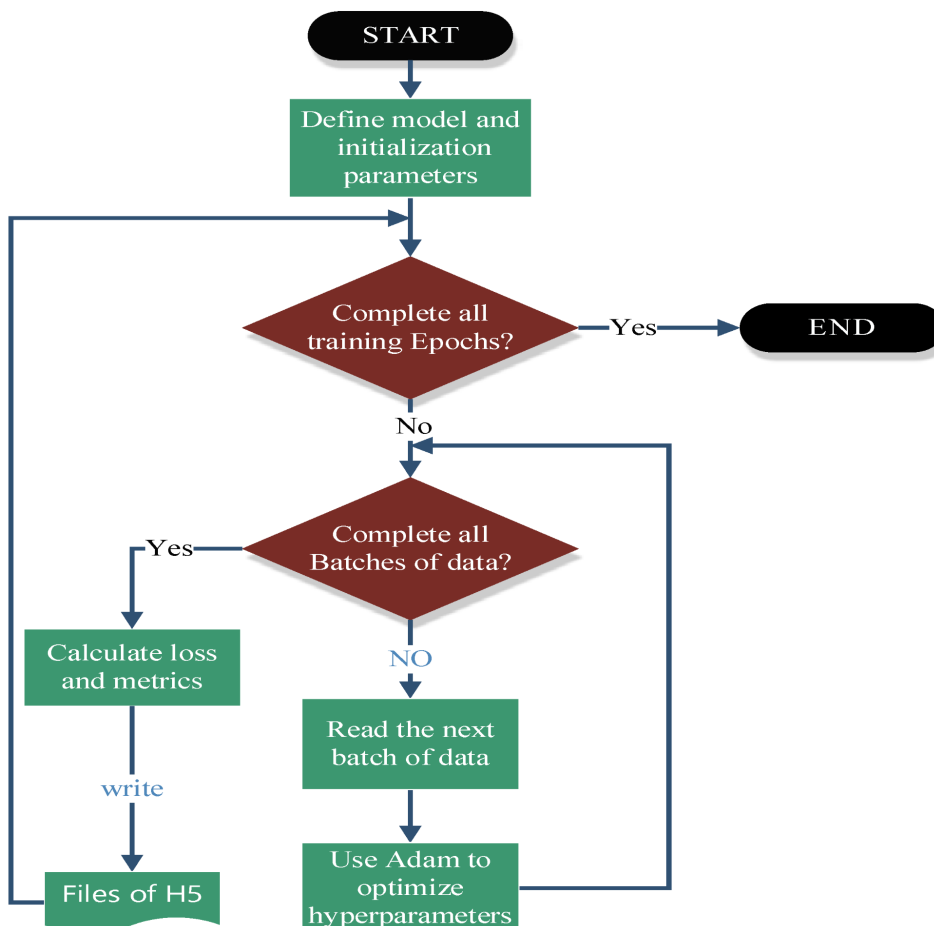 START
Define model and
initialization
parameters
Complete all
training Epochs?
Yes
END
No
Complete all
Batches of data?
Yes
NO
Calculate loss
and metrics
Read the next
batch of data
write
Use Adam to
optimize
hyperparameters
Files of H5